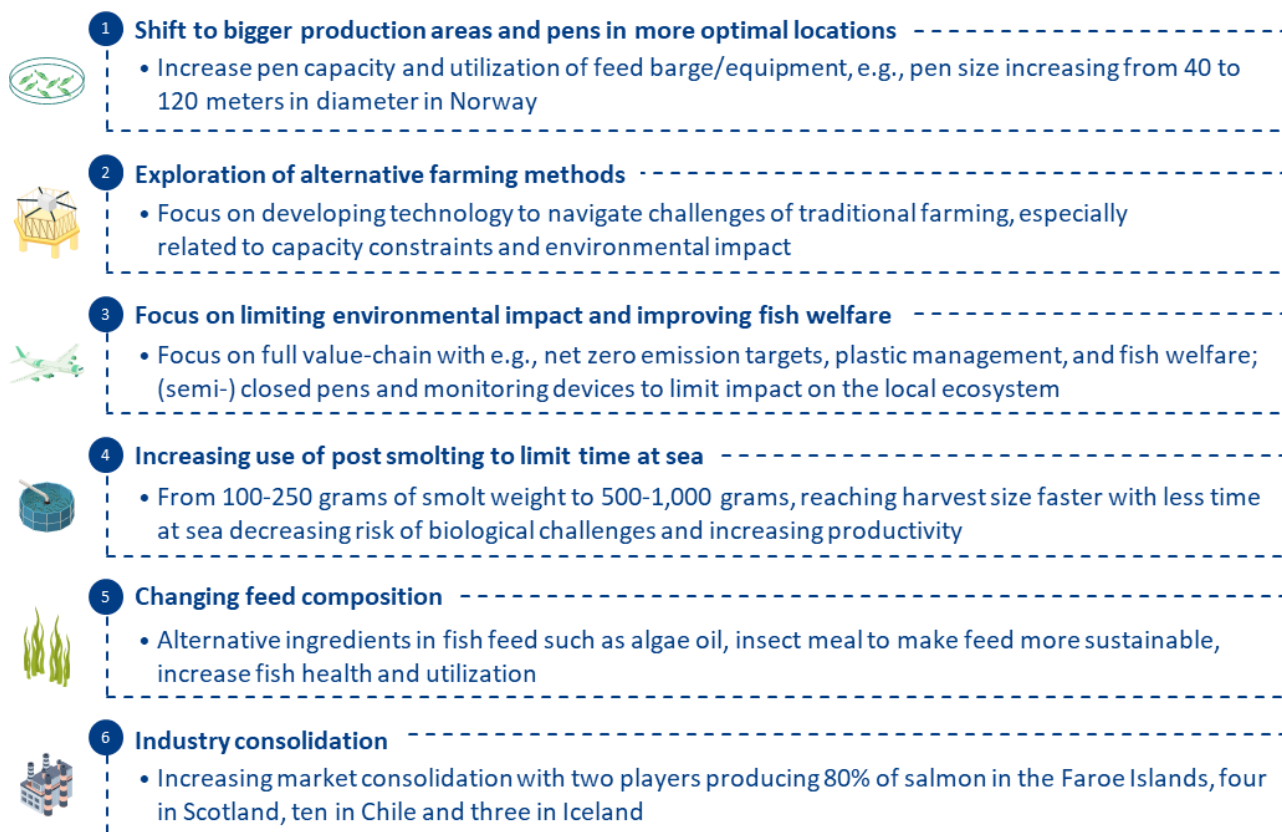 1 Shift to bigger production areas and pens in more optimal locations
• Increase pen capacity and utilization of feed barge/equipment, e.g., pen size increasing from 40 to
120 meters in diameter in Norway
2 Exploration of alternative farming methods
• Focus on developing technology to navigate challenges of traditional farming, especially
related to capacity constraints and environmental impact
3 Focus on limiting environmental impact and improving fish welfare
• Focus on full value-chain with e.g., net zero emission targets, plastic management, and fish welfare;
(semi-) closed pens and monitoring devices to limit impact on the local ecosystem
4 Increasing use of post smolting to limit time at sea
• From 100-250 grams of smolt weight to 500-1,000 grams, reaching harvest size faster with less time
at sea decreasing risk of biological challenges and increasing productivity
5 Changing feed composition
• Alternative ingredients in fish feed such as algae oil, insect meal to make feed more sustainable,
increase fish health and utilization
6 Industry consolidation
• Increasing market consolidation with two players producing 80% of salmon in the Faroe Islands, four
in Scotland, ten in Chile and three in Iceland